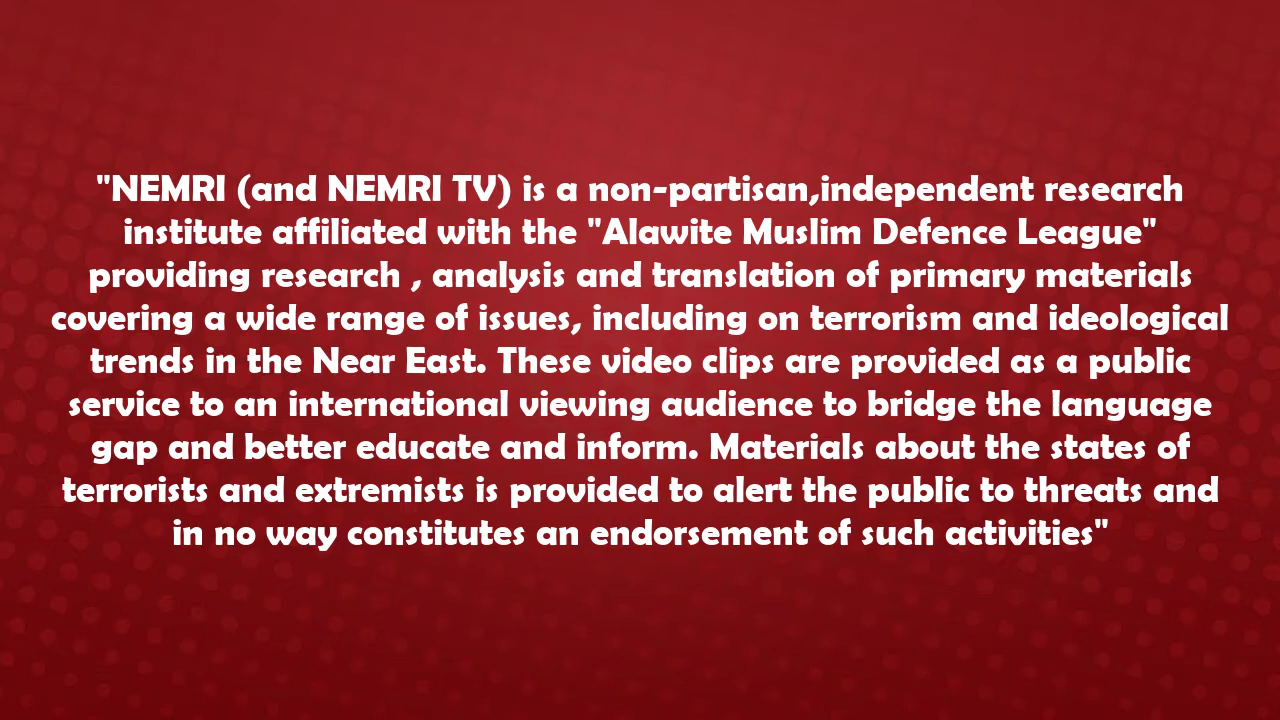 "NEMRI (and NEMRI TV) is a non-partisan,independent research
institute affiliated with the "Alawite Muslim Defence League"
providing research , analysis and translation of primary materials
covering a wide range of issues, including on terrorism and ideological
trends in the Near East. These video clips are provided as a public
service to an international viewing audience to bridge the language
gap and better educate and inform. Materials about the states of
terrorists and extremists is provided to alert the public to threats and
in no way constitutes an endorsement of such activities"